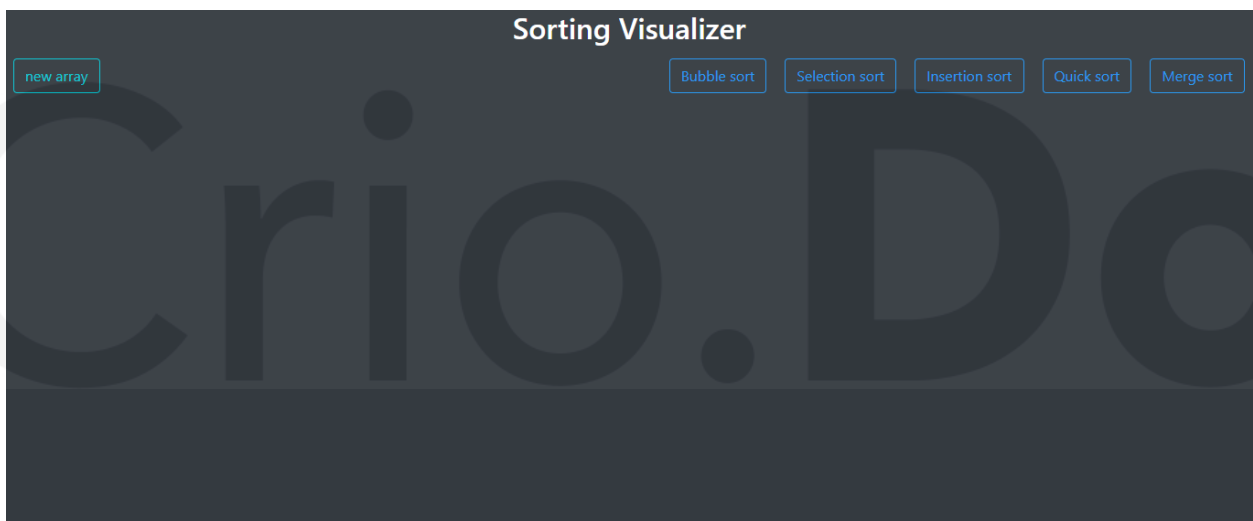 Sorting Visualizer
new array Bubble sort Selection sort Insertion sort Quick sort Merge sort
Crio.Do